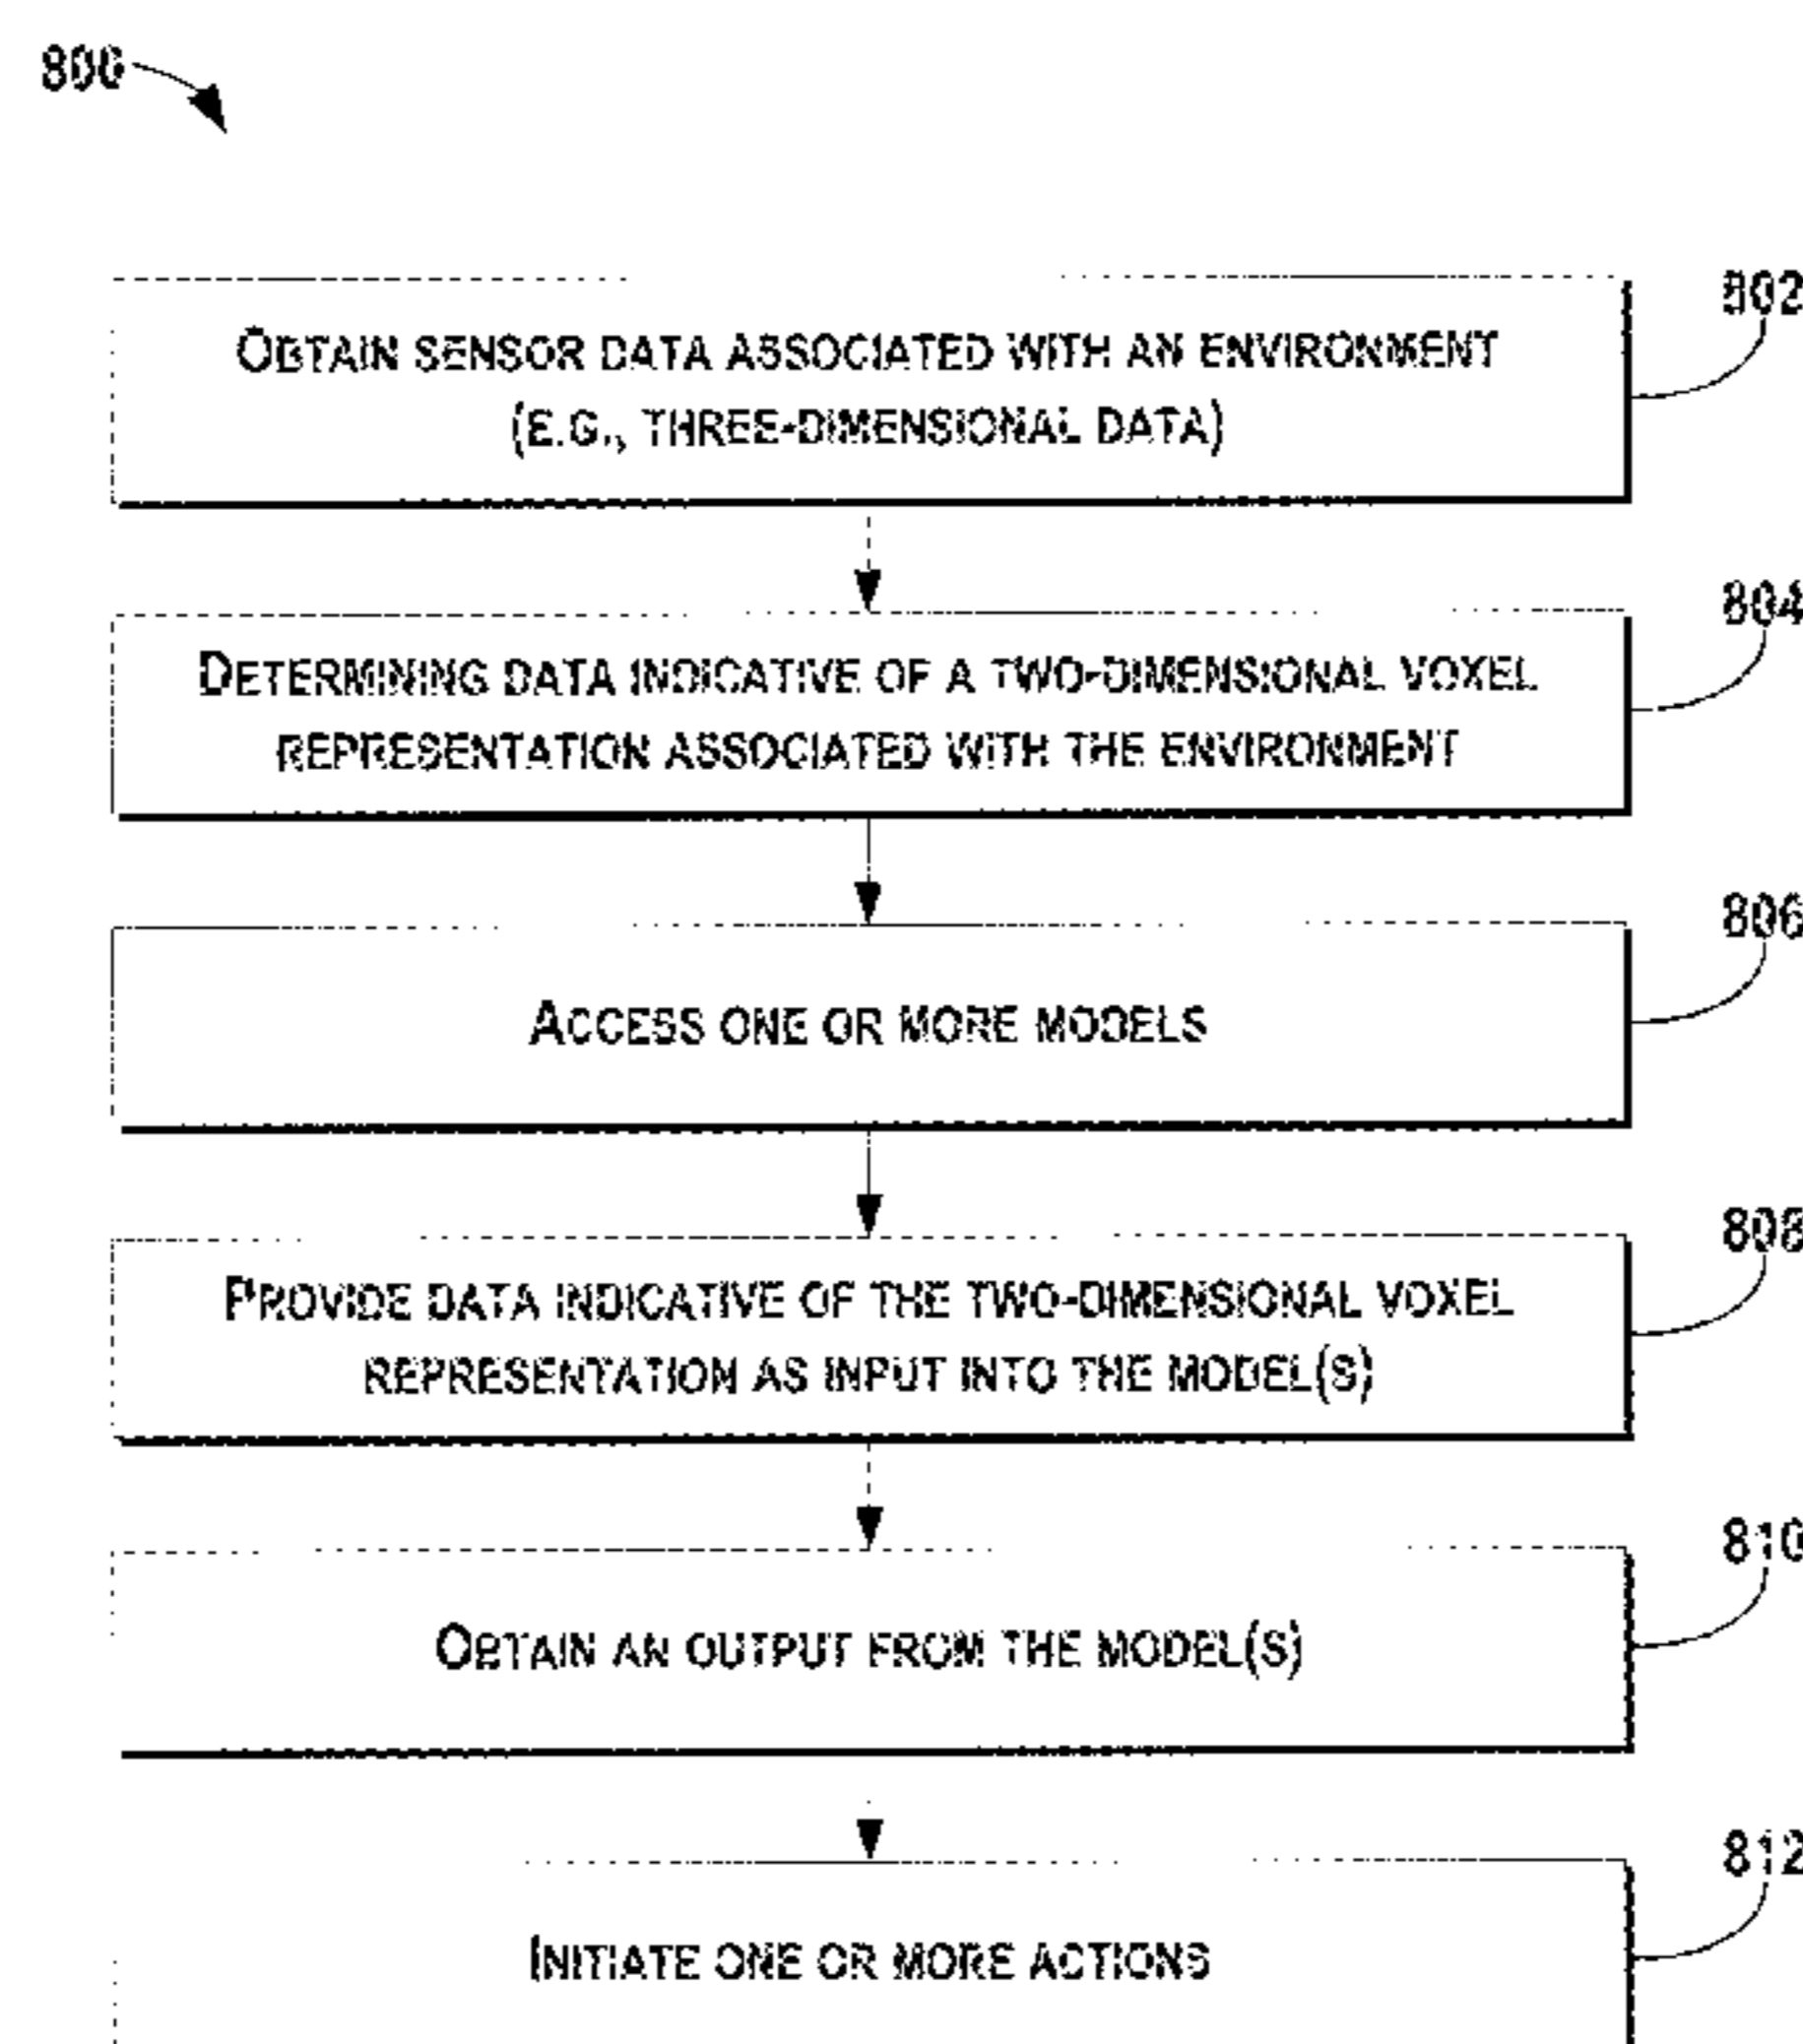 800
802
OBTAIN SENSOR DATA ASSOCIATED WITH AN ENVIRONMENT
(E.G., THREE-DIMENSIONAL DATA)
804
DETERMINING DATA INDICATIVE OF A TWO-DIMENSIONAL VOXEL
REPRESENTATION ASSOCIATED WITH THE ENVIRONMENT
806
ACCESS ONE OR MORE MODELS
808
PROVIDE DATA INDICATIVE OF THE TWO-DIMENSIONAL VOXEL
REPRESENTATION AS INPUT INTO THE MODEL(S)
810
OBTAIN AN OUTPUT FROM THE MODEL(S)
812
INITIATE ONE OR MORE ACTIONS